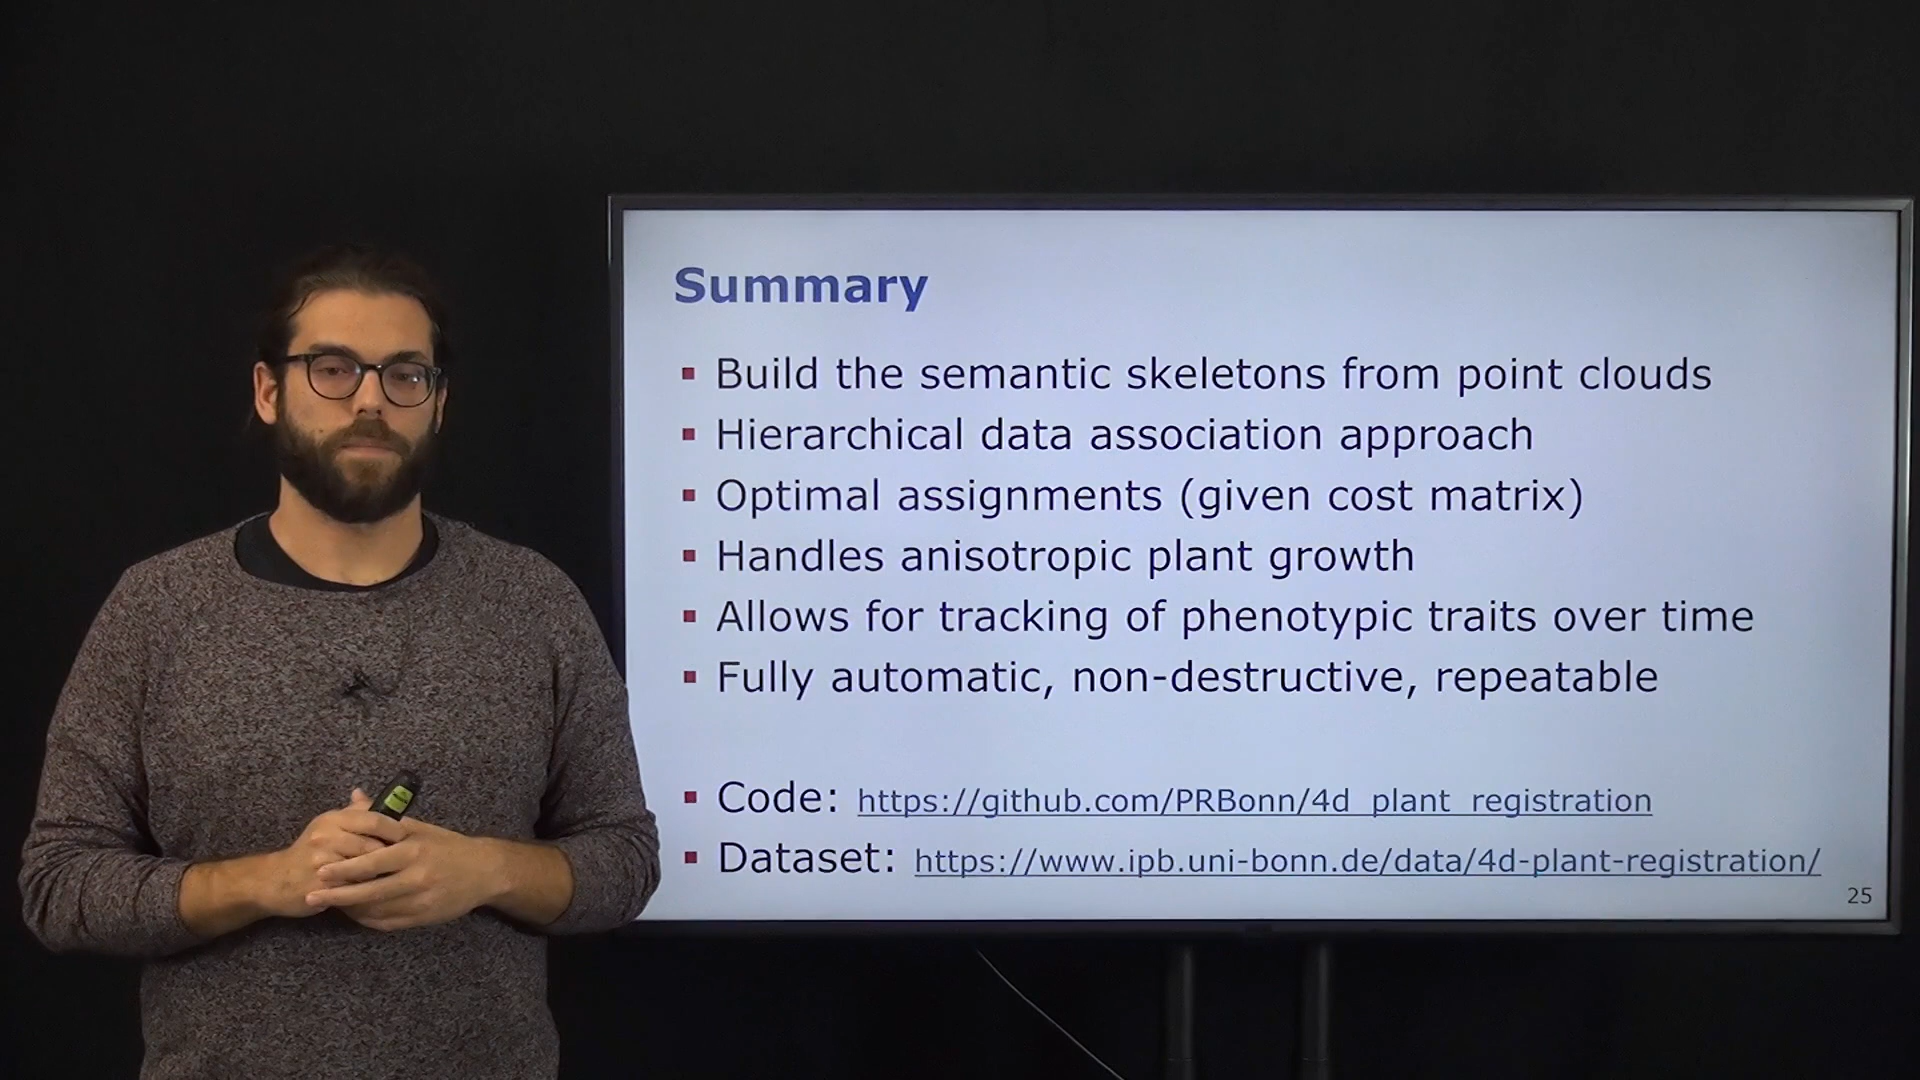 Summary
Build the semantic skeletons from point clouds
Hierarchical data association approach
Optimal assignments (given cost matrix)
Handles anisotropic plant growth
Allows for tracking of phenotypic traits over time
Fully automatic, non-destructive, repeatable
Code: https://github.com/PRBonn/4d_plant_registration
Dataset: https://www.ipb.uni-bonn.de/data/4d-plant-registration/
25